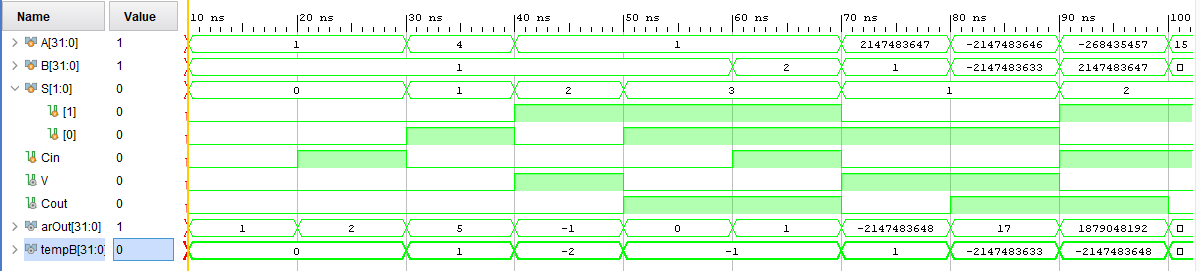 Name Value 10 ns 20 ns 30 ns 40 ns 50 ns 60 ns 70 ns 80 ns 90 ns 100
A[31:0] 1 1 4 1 2147483647 -2147483646 -268435457 15
B[31:0] 1 1 2 1 -2147483633 2147483647
S[1:0] 0 0 1 2 3 1 2
[1] 0
[0] 0
Cin 0
V 0
Cout 0
arOut[31:0] 1 1 2 5 -1 0 1 -2147483648 17 1879048192
tempB[31:0 0 0 1 -2 -1 1 -2147483633 -2147483648